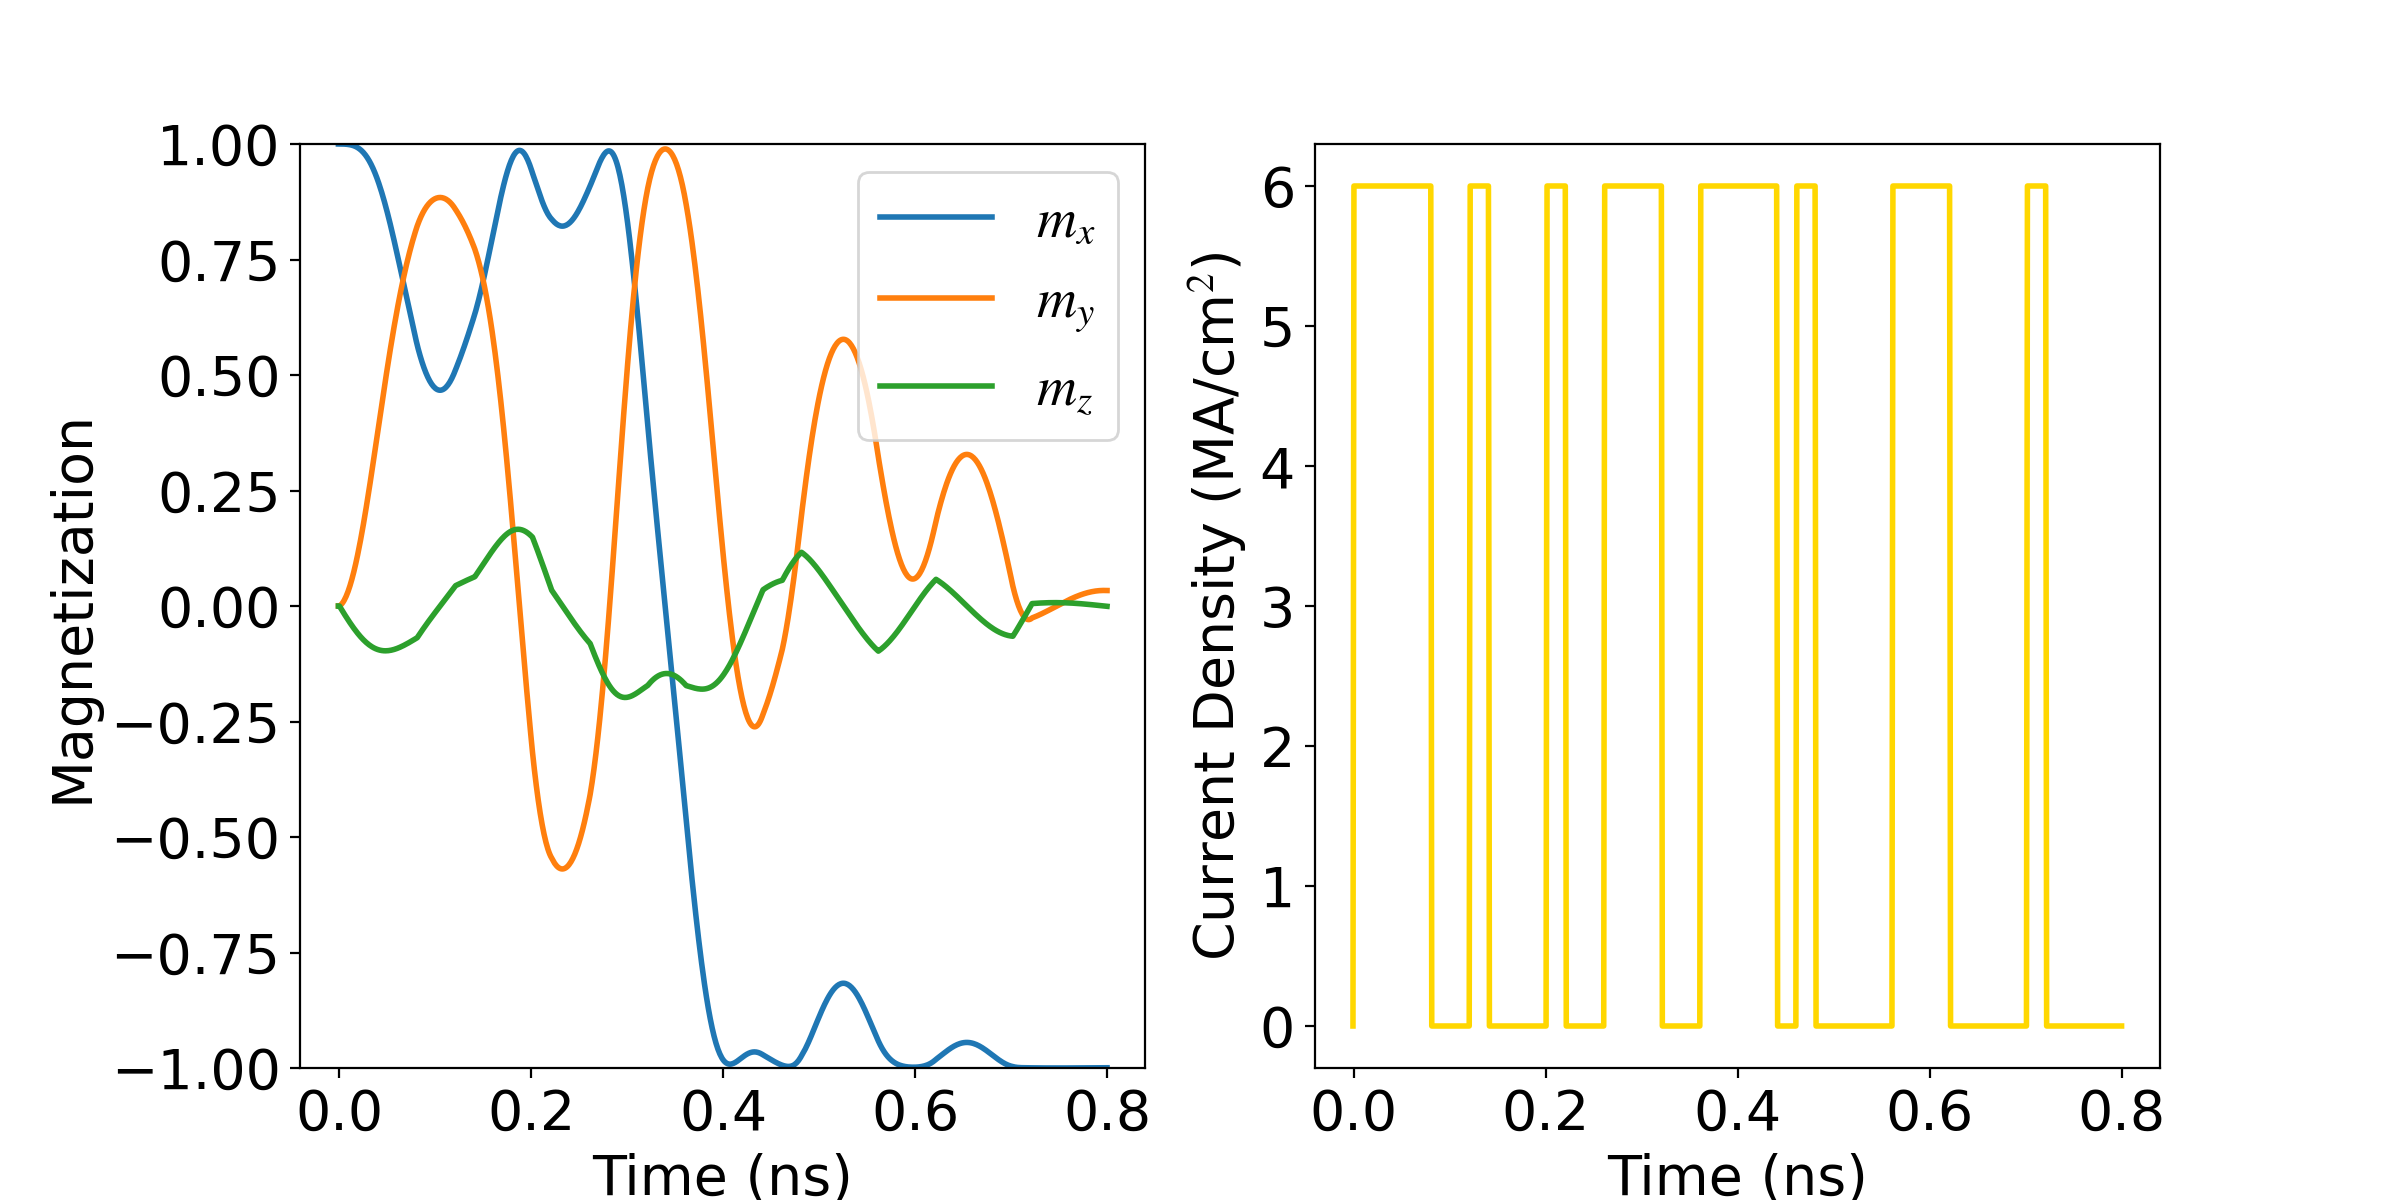 Magnetization
1.00
0.75
0.50
0.25
0.00
−0.25
−0.50
−0.75
−1.00
0.0 0.2 0.4 0.6 0.8
Time (ns)
m_x
m_y
m_z
Current Density (MA/cm²)
6
5
4
3
2
1
0
0.0 0.2 0.4 0.6 0.8
Time (ns)